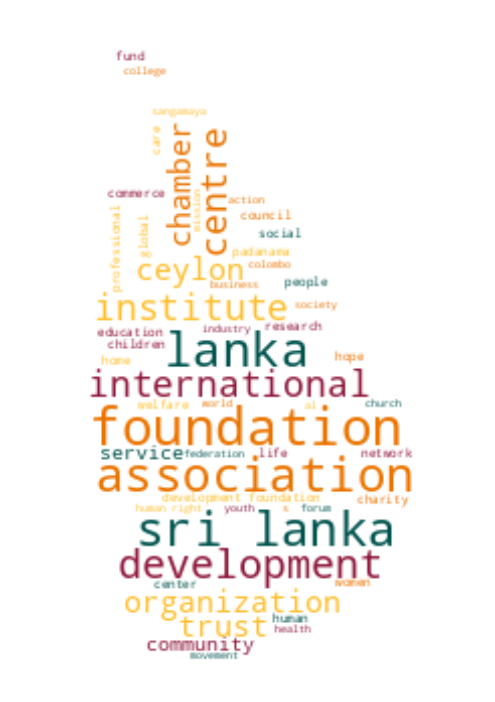 fund
college
sangamaya
care
chamber
centre
commerce
mission
action
professional
global
council
social
padanama
ceylon
colombo
business
people
institute
society
education
industry
research
children
lanka
home
hope
international
welfare
world
al
church
foundation
service
federation
life
network
association
development foundation
charity
human right
youth
s
forum
sri lanka
development
center
women
organization
trust
human
health
community
movement